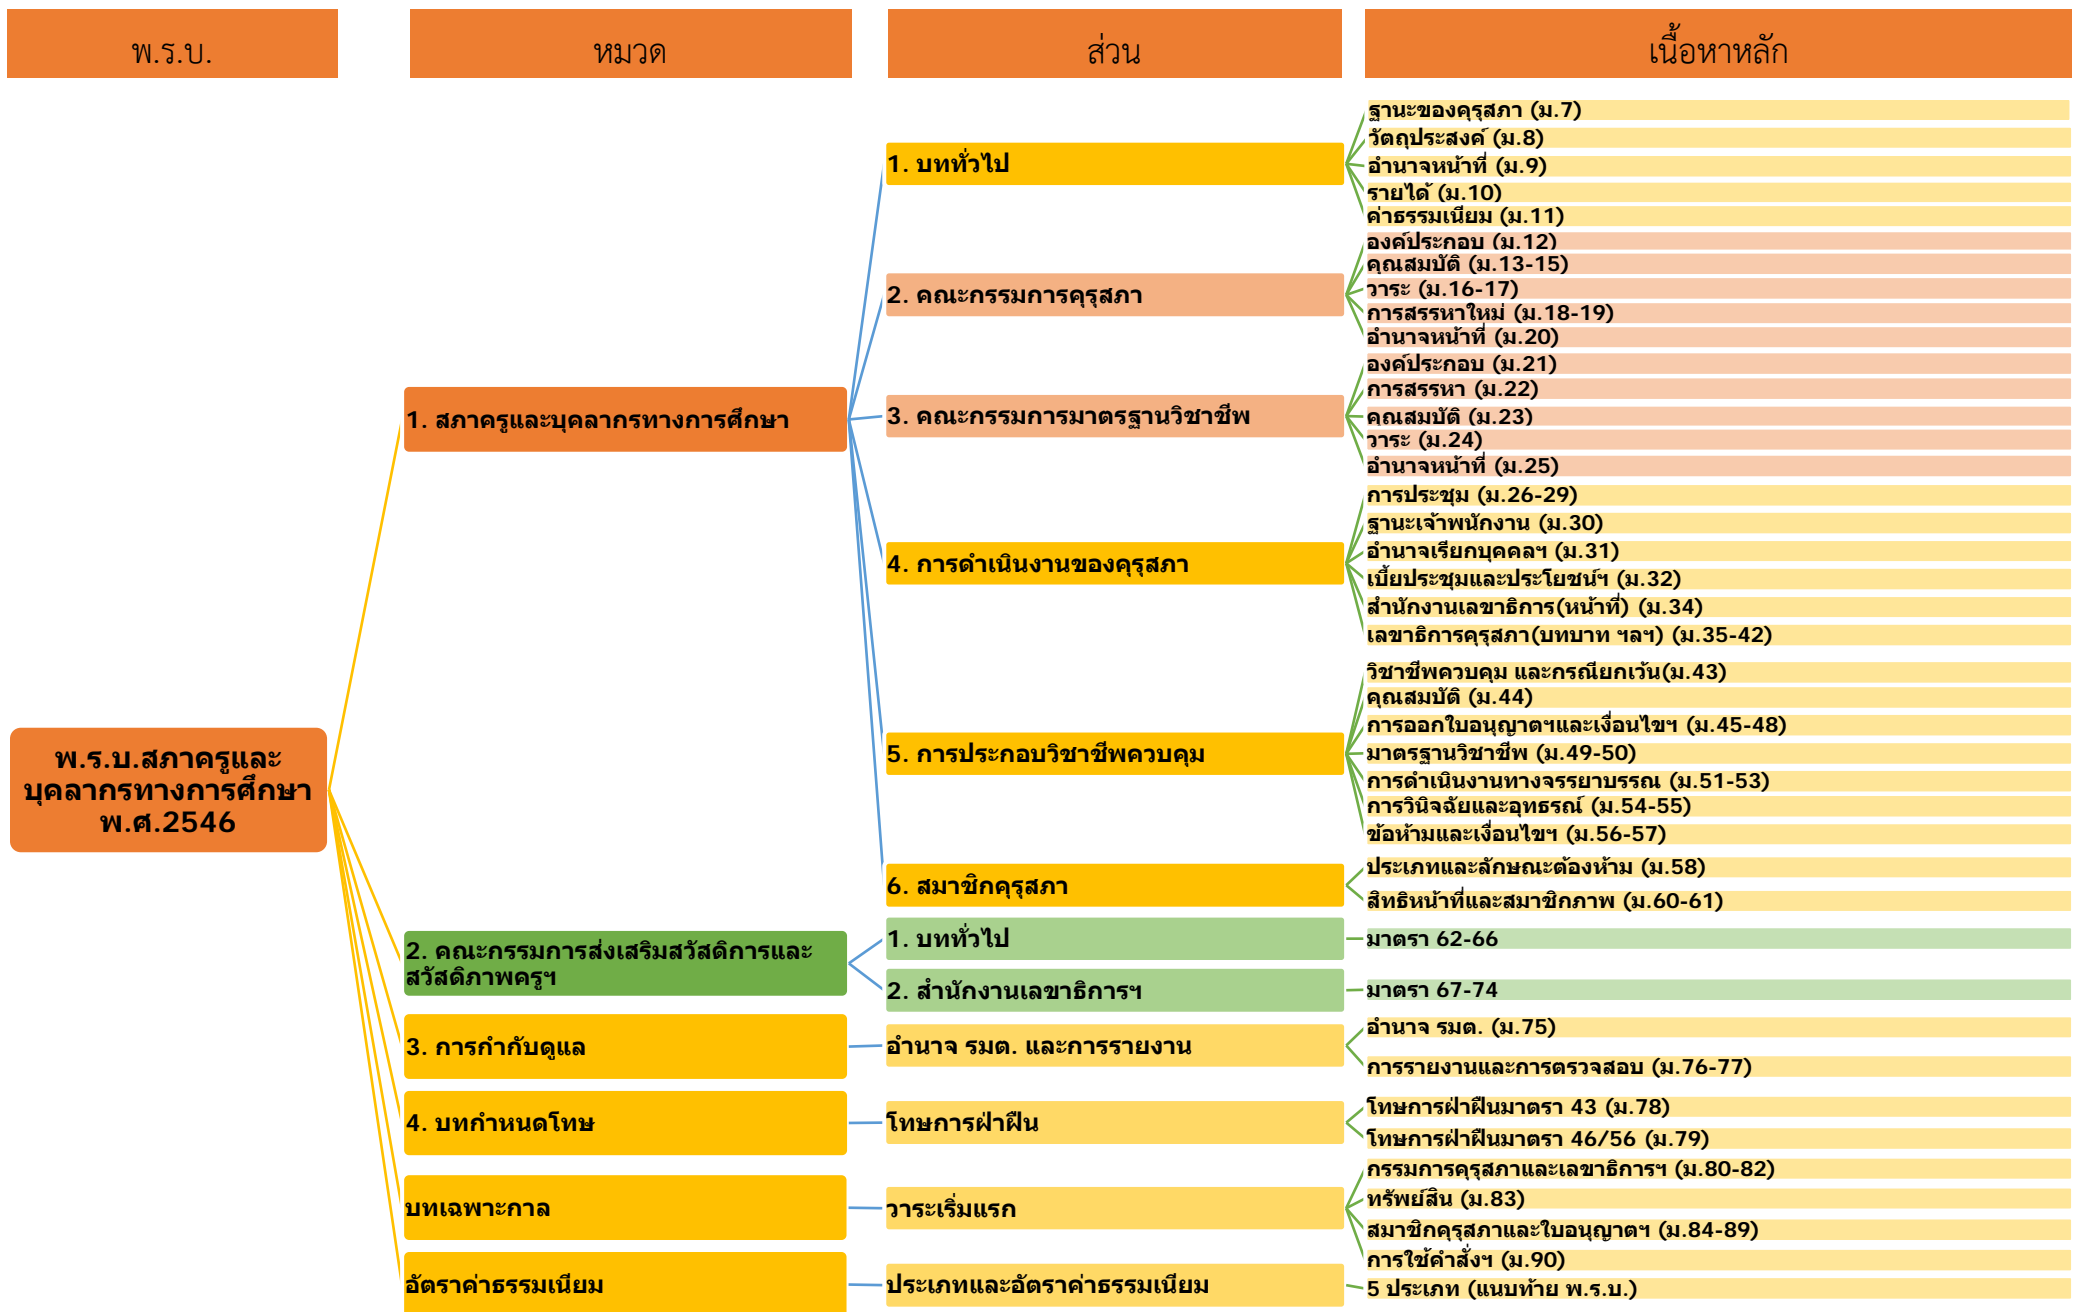 พ.ร.บ.
หมวด
ส่วน
เนื้อหาหลัก
พ.ร.บ.สภาครูและ
บุคลากรทางการศึกษา
พ.ศ.2546
1. สภาครูและบุคลากรทางการศึกษา
1. บททั่วไป
ฐานะของคุรุสภา (ม.7)
วัตถุประสงค์ (ม.8)
อำนาจหน้าที่ (ม.9)
รายได้ (ม.10)
ค่าธรรมเนียม (ม.11)
2. คณะกรรมการคุรุสภา
องค์ประกอบ (ม.12)
คุณสมบัติ (ม.13-15)
วาระ (ม.16-17)
การสรรหาใหม่ (ม.18-19)
อำนาจหน้าที่ (ม.20)
3. คณะกรรมการมาตรฐานวิชาชีพ
องค์ประกอบ (ม.21)
การสรรหา (ม.22)
คุณสมบัติ (ม.23)
วาระ (ม.24)
อำนาจหน้าที่ (ม.25)
4. การดำเนินงานของคุรุสภา
การประชุม (ม.26-29)
ฐานะเจ้าพนักงาน (ม.30)
อำนาจเรียกบุคคลฯ (ม.31)
เบี้ยประชุมและประโยชน์ฯ (ม.32)
สำนักงานเลขาธิการ(หน้าที่) (ม.34)
เลขาธิการคุรุสภา(บทบาท ฯลฯ) (ม.35-42)
5. การประกอบวิชาชีพควบคุม
วิชาชีพควบคุม และกรณียกเว้น(ม.43)
คุณสมบัติ (ม.44)
การออกใบอนุญาตฯและเงื่อนไขฯ (ม.45-48)
มาตรฐานวิชาชีพ (ม.49-50)
การดำเนินงานทางจรรยาบรรณ (ม.51-53)
การวินิจฉัยและอุทธรณ์ (ม.54-55)
ข้อห้ามและเงื่อนไขฯ (ม.56-57)
6. สมาชิกคุรุสภา
ประเภทและลักษณะต้องห้าม (ม.58)
สิทธิหน้าที่และสมาชิกภาพ (ม.60-61)
2. คณะกรรมการส่งเสริมสวัสดิการและ
สวัสดิภาพครูฯ
1. บททั่วไป
มาตรา 62-66
2. สำนักงานเลขาธิการฯ
มาตรา 67-74
3. การกำกับดูแล
อำนาจ รมต. และการรายงาน
อำนาจ รมต. (ม.75)
การรายงานและการตรวจสอบ (ม.76-77)
4. บทกำหนดโทษ
โทษการฝ่าฝืน
โทษการฝ่าฝืนมาตรา 43 (ม.78)
โทษการฝ่าฝืนมาตรา 46/56 (ม.79)
บทเฉพาะกาล
วาระเริ่มแรก
กรรมการคุรุสภาและเลขาธิการฯ (ม.80-82)
ทรัพย์สิน (ม.83)
สมาชิกคุรุสภาและใบอนุญาตฯ (ม.84-89)
การใช้คำสั่งฯ (ม.90)
อัตราค่าธรรมเนียม
ประเภทและอัตราค่าธรรมเนียม
5 ประเภท (แนบท้าย พ.ร.บ.)